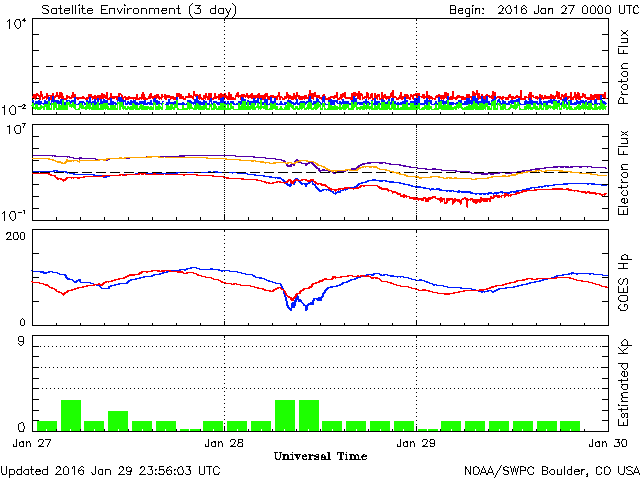 Satellite Environment (3 day)
Begin: 2016 Jan 27 0000 UTC
10^4
10^-2
Proton Flux
10^7
10^-1
Electron Flux
200
0
GOES Hp
9
0
Estimated Kp
Jan 27
Jan 28
Jan 29
Jan 30
Universal Time
Updated 2016 Jan 29 23:56:03 UTC
NOAA/SWPC Boulder, CO USA